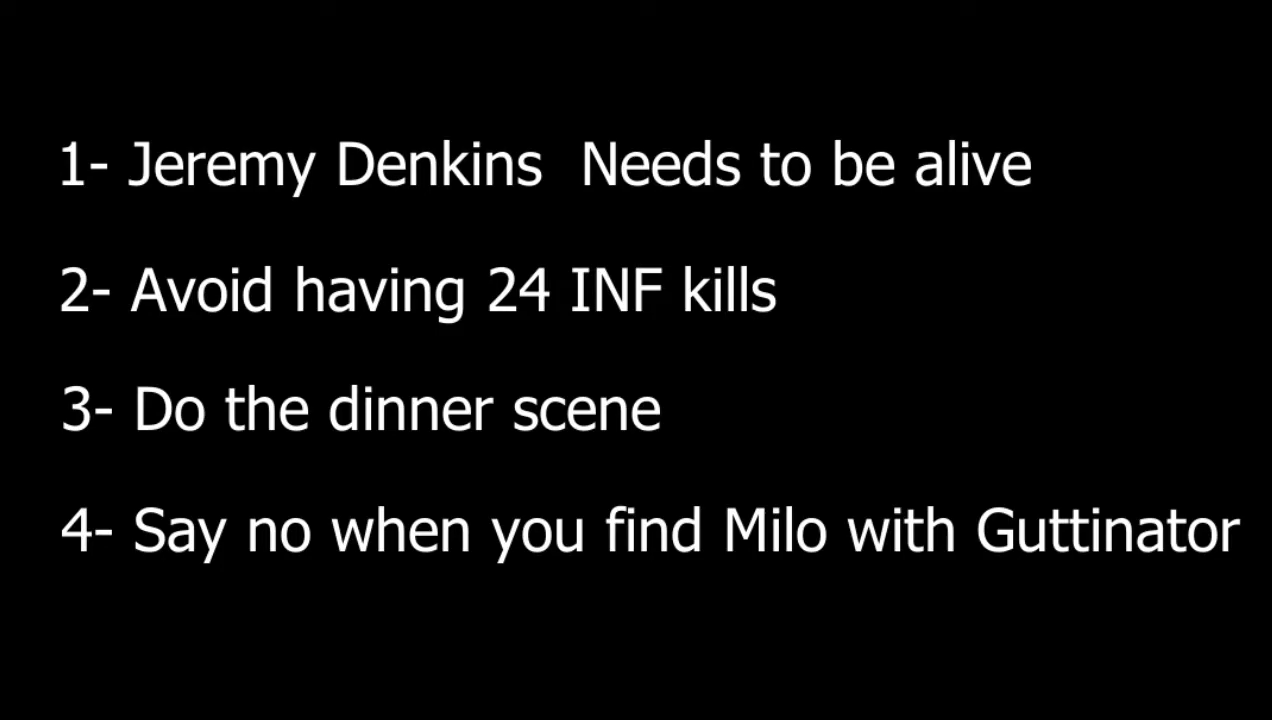 1- Jeremy Denkins  Needs to be alive
2- Avoid having 24 INF kills
3- Do the dinner scene
4- Say no when you find Milo with Guttinator